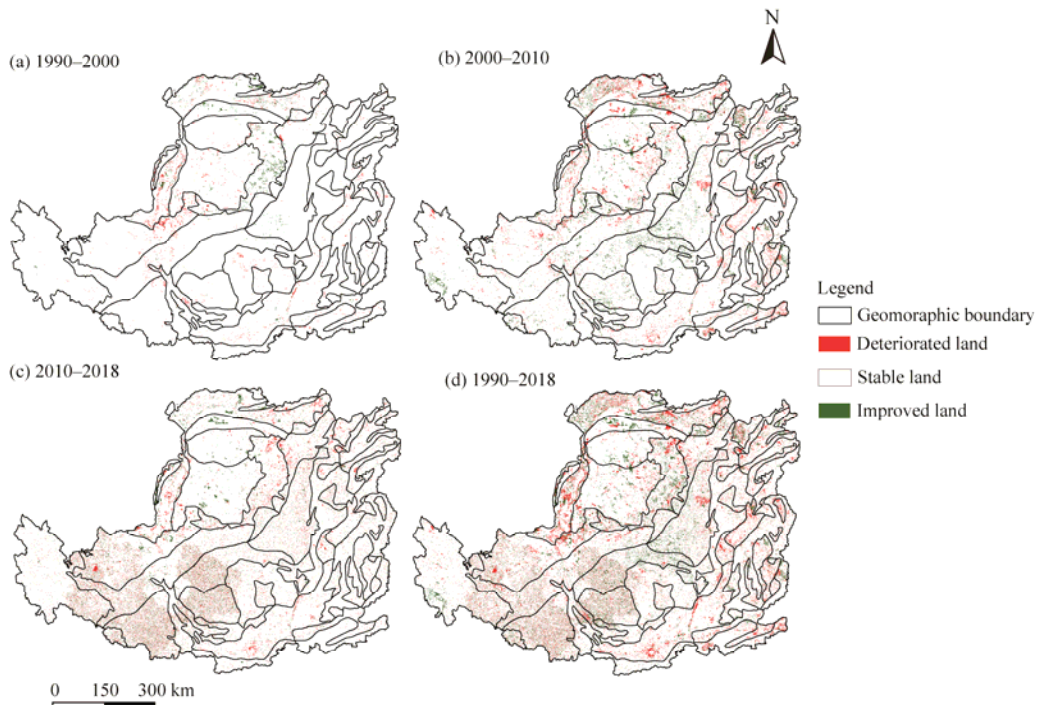 N
(a) 1990–2000
(b) 2000–2010
Legend
Geomoraphic boundary
Deteriorated land
Stable land
Improved land
(c) 2010–2018
(d) 1990–2018
0 150 300 km